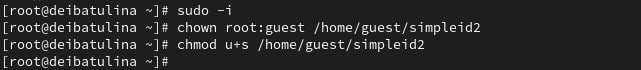 [root@deibatulina ~]# sudo -i
[root@deibatulina ~]# chown root:guest /home/guest/simpleid2
[root@deibatulina ~]# chmod u+s /home/guest/simpleid2
[root@deibatulina ~]#